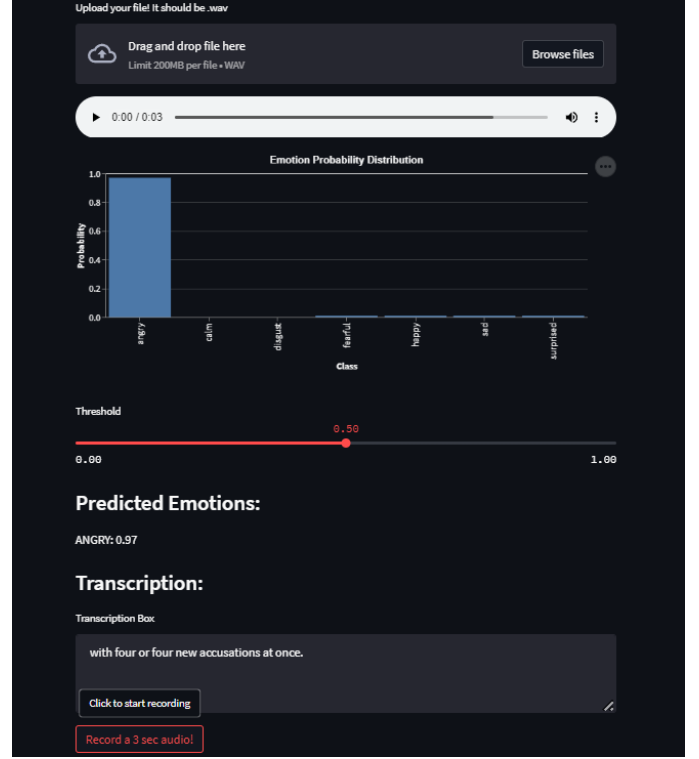 Upload your file! It should be .wav
Drag and drop file here
Limit 200MB per file • WAV
Browse files
0:00 / 0:03
Emotion Probability Distribution
1.0
0.8
0.6
0.4
0.2
0.0
Probability
angry
calm
disgust
fearful
happy
sad
surprised
Class
Threshold
0.50
0.00 1.00
Predicted Emotions:
ANGRY: 0.97
Transcription:
Transcription Box
with four or four new accusations at once.
Click to start recording
Record a 3 sec audio!